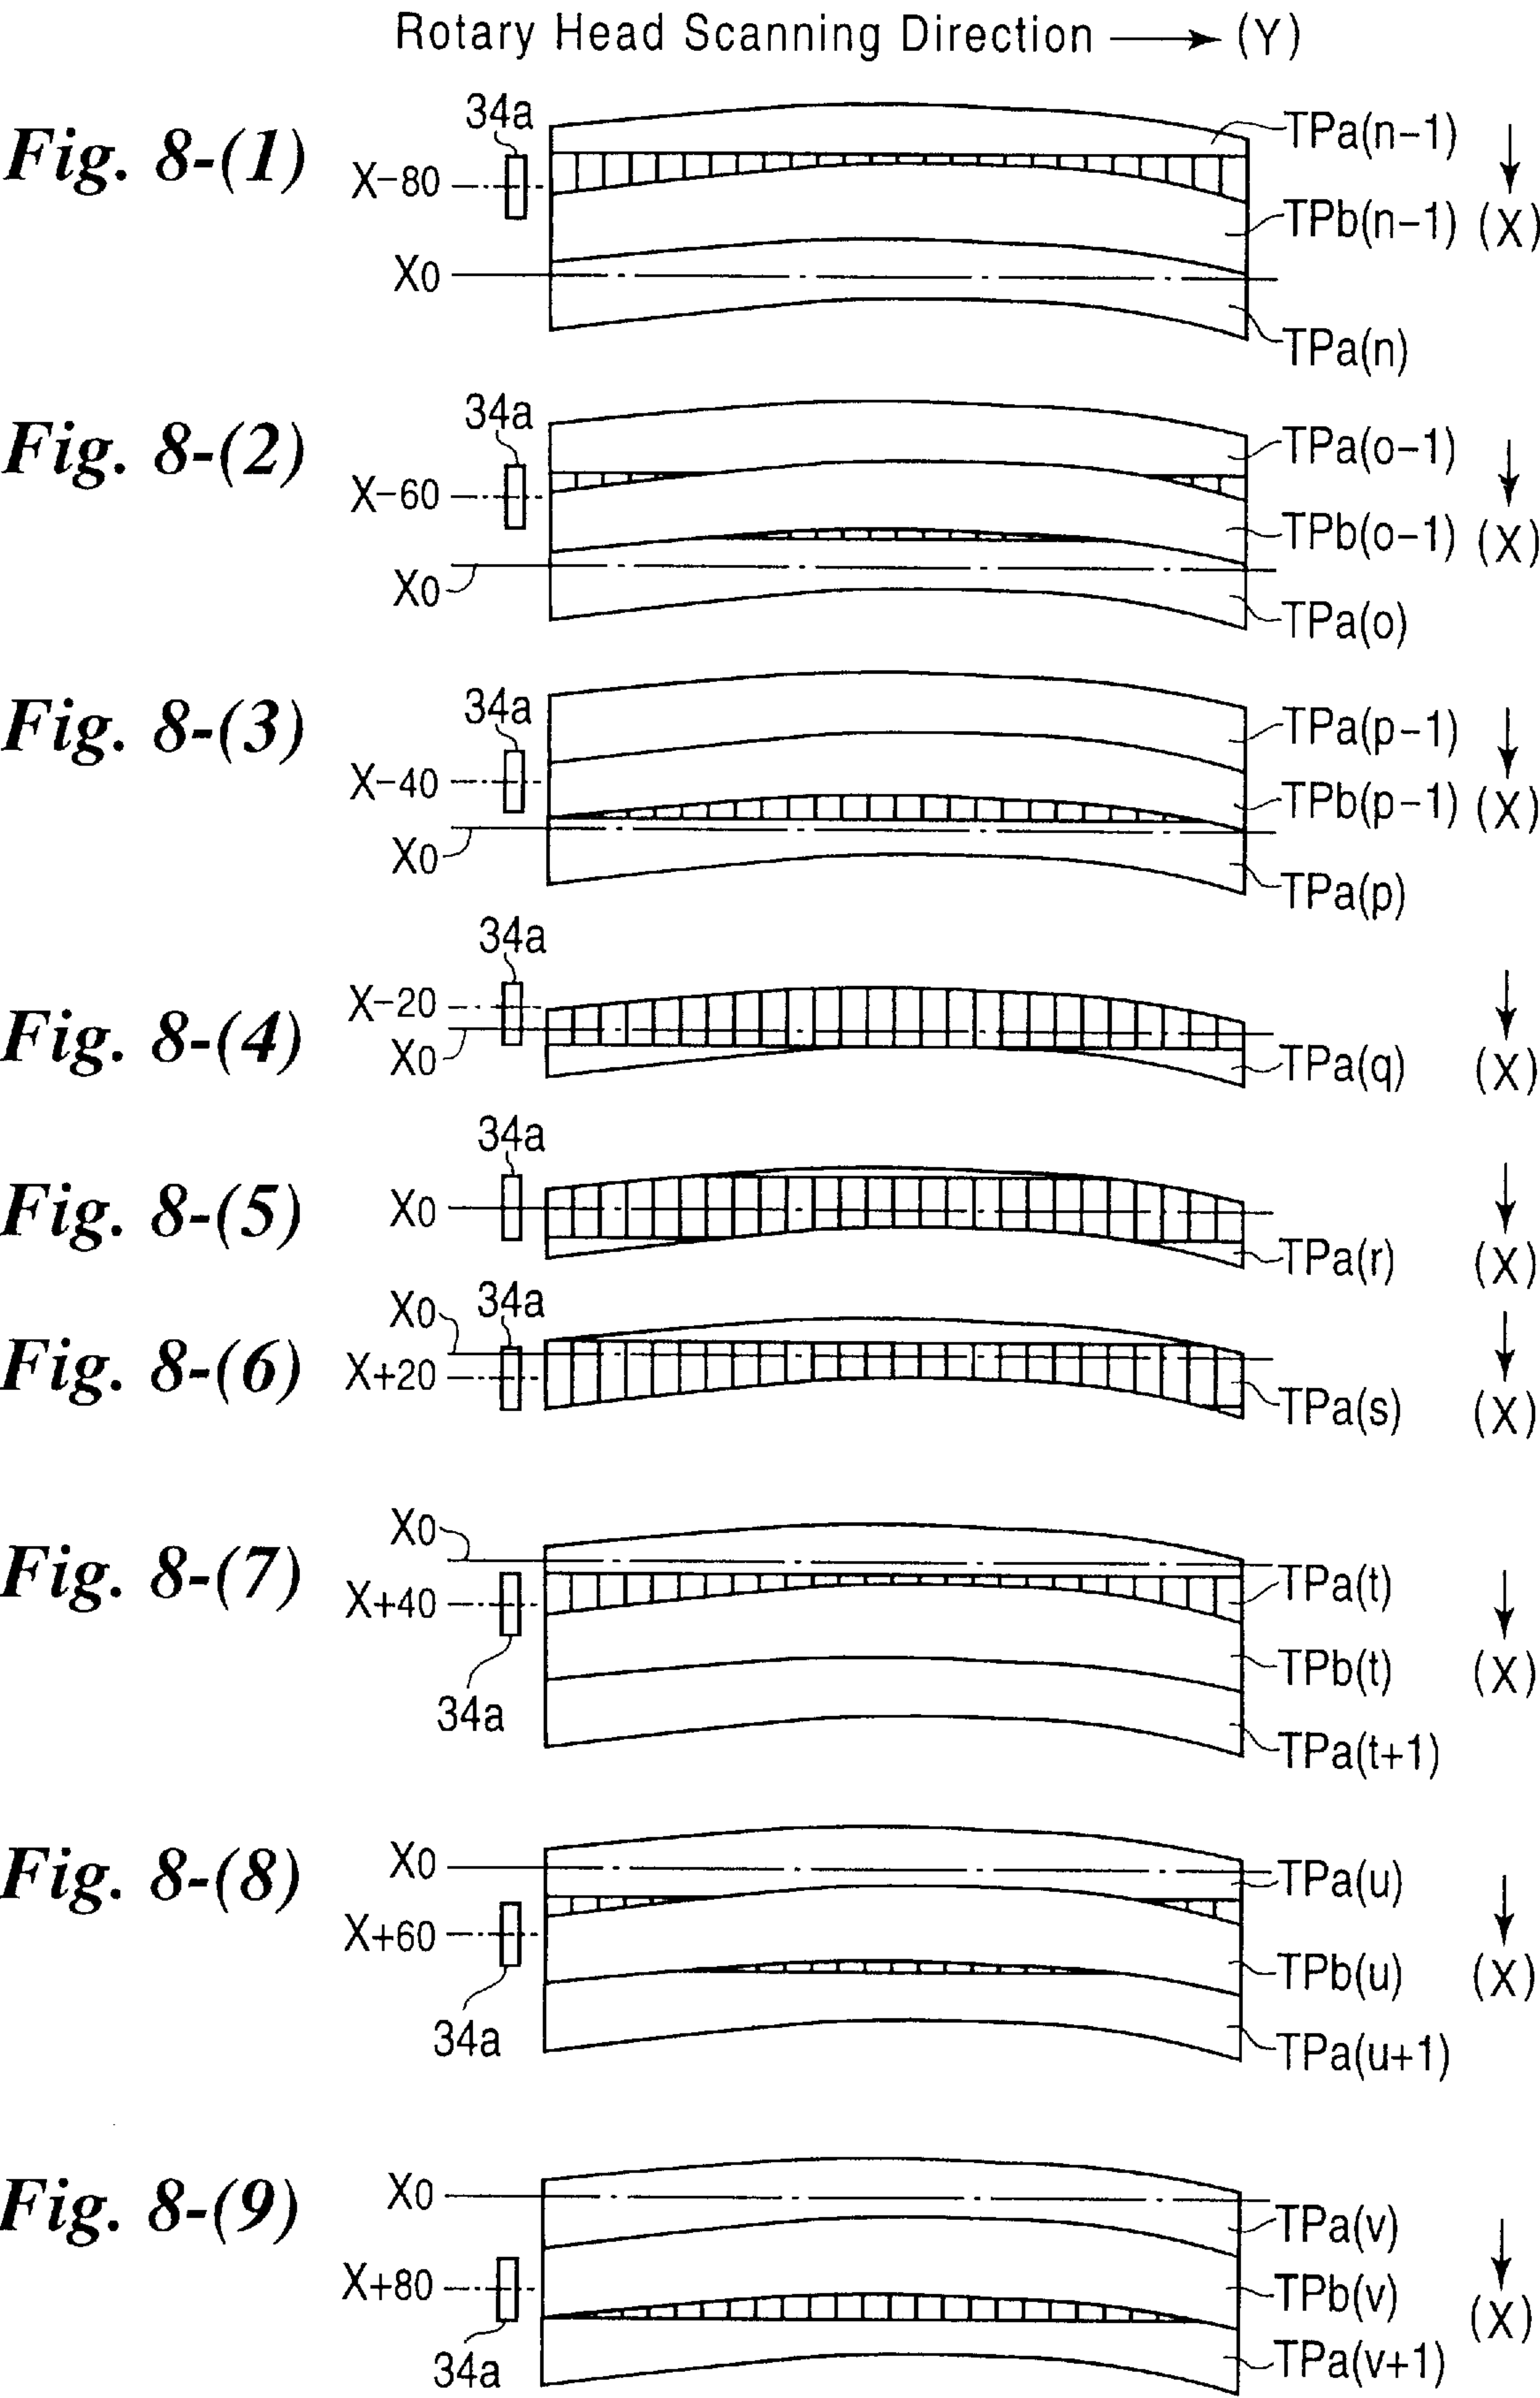 Rotary Head Scanning Direction → (Y)
Fig. 8-(1)
34a
X-80
X0
TPa(n-1)
TPb(n-1)
TPa(n)
(X)
Fig. 8-(2)
34a
X-60
X0
TPa(o-1)
TPb(o-1)
TPa(o)
(X)
Fig. 8-(3)
34a
X-40
X0
TPa(p-1)
TPb(p-1)
TPa(p)
(X)
Fig. 8-(4)
34a
X-20
X0
TPa(q)
(X)
Fig. 8-(5)
34a
X0
TPa(r)
(X)
Fig. 8-(6)
X0
34a
X+20
TPa(s)
(X)
Fig. 8-(7)
X0
X+40
34a
TPa(t)
TPb(t)
TPa(t+1)
(X)
Fig. 8-(8)
X0
X+60
34a
TPa(u)
TPb(u)
TPa(u+1)
(X)
Fig. 8-(9)
X0
X+80
34a
TPa(v)
TPb(v)
TPa(v+1)
(X)